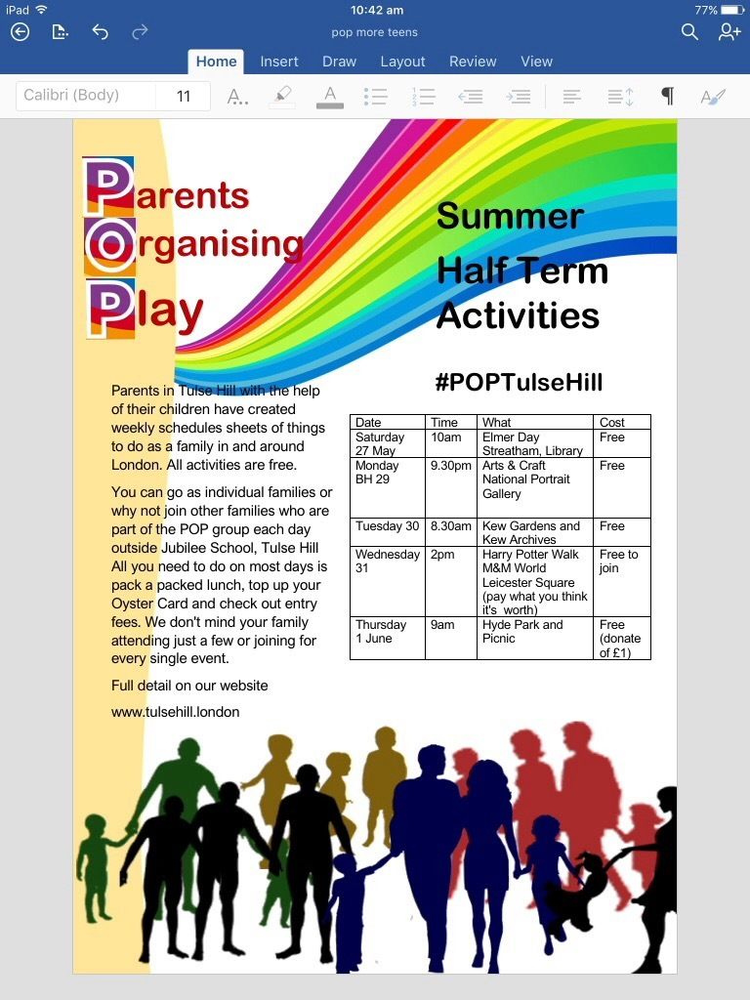 iPad
10:42 am
77%
pop more teens
Home Insert Draw Layout Review View
Calibri (Body) 11 A.. A ¶ A
Parents
Organising
Play
Summer
Half Term
Activities
#POPTulseHill
Parents in Tulse Hill with the help
of their children have created
weekly schedules sheets of things
to do as a family in and around
London. All activities are free.
You can go as individual families or
why not join other families who are
part of the POP group each day
outside Jubilee School, Tulse Hill
All you need to do on most days is
pack a packed lunch, top up your
Oyster Card and check out entry
fees. We don't mind your family
attending just a few or joining for
every single event.
Full detail on our website
www.tulsehill.london
Date Time What Cost
Saturday 10am Elmer Day Free
27 May Streatham, Library
Monday 9.30pm Arts & Craft Free
BH 29 National Portrait
Gallery
Tuesday 30 8.30am Kew Gardens and Free
Kew Archives
Wednesday 2pm Harry Potter Walk Free to
31 M&M World join
Leicester Square
(pay what you think
it's worth)
Thursday 9am Hyde Park and Free
1 June Picnic (donate
of £1)